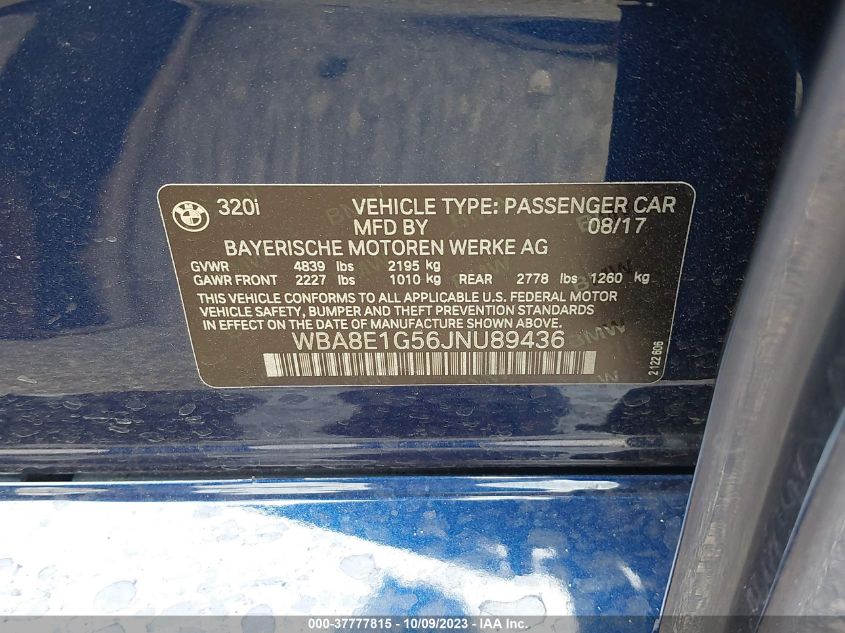 320i VEHICLE TYPE: PASSENGER CAR
MFD BY 08/17
BAYERISCHE MOTOREN WERKE AG
GVWR 4839 lbs 2195 kg
GAWR FRONT 2227 lbs 1010 kg REAR 2778 lbs 1260 kg
THIS VEHICLE CONFORMS TO ALL APPLICABLE U.S. FEDERAL MOTOR
VEHICLE SAFETY, BUMPER AND THEFT PREVENTION STANDARDS
IN EFFECT ON THE DATE OF MANUFACTURE SHOWN ABOVE.
WBA8E1G56JNU89436
2 122 606
000-37777815 / 10/09/2023 - IAA Inc.